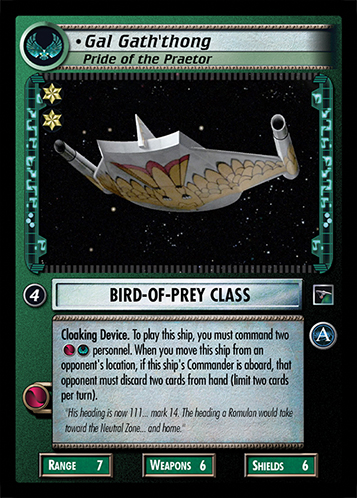 • Gal Gath'thong
Pride of the Praetor
4
BIRD-OF-PREY CLASS
A
Cloaking Device. To play this ship, you must command two
personnel. When you move this ship from an
opponent's location, if this ship's Commander is aboard, that
opponent must discard two cards from hand (limit two cards
per turn).
"His heading is now 111... mark 14. The heading a Romulan would take
toward the Neutral Zone... and home."
RANGE 7
WEAPONS 6
SHIELDS 6